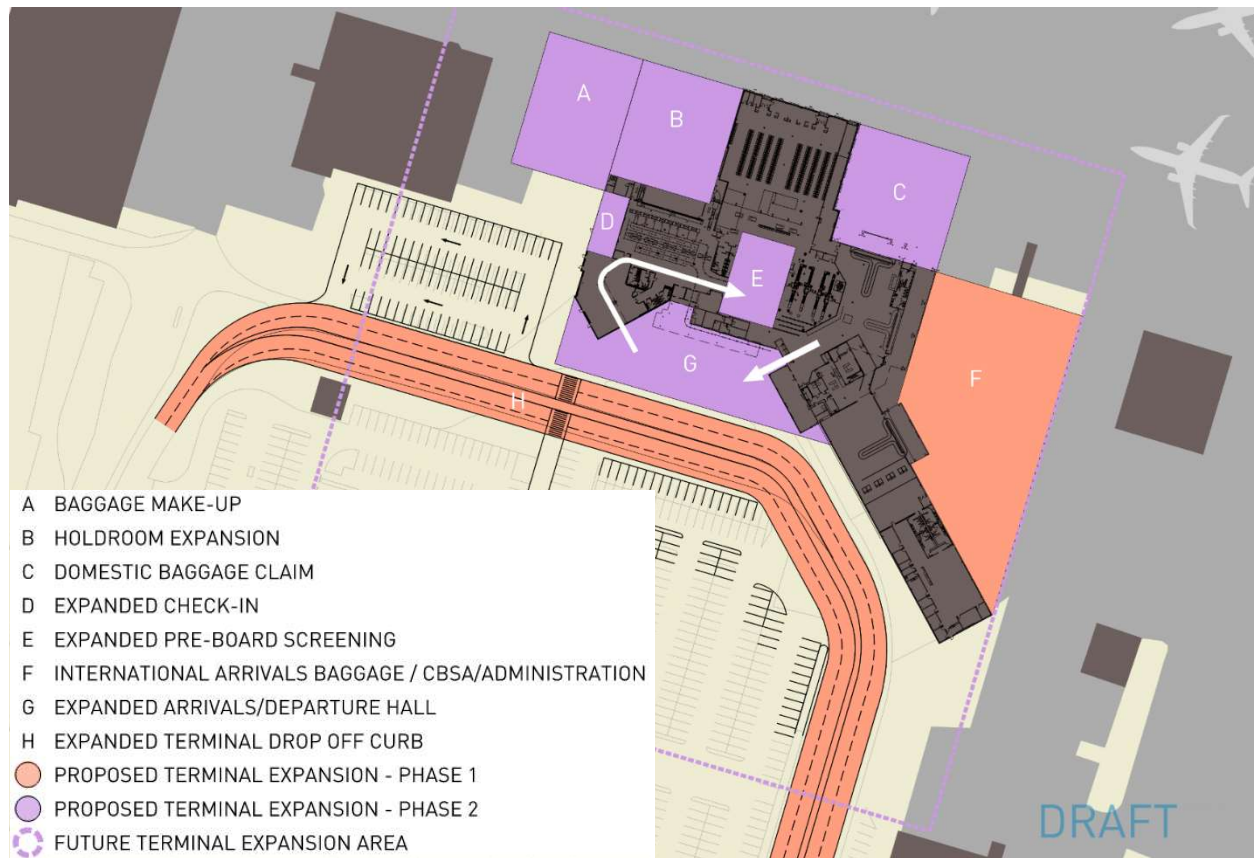 A
B
C
D
E
F
G
H
A BAGGAGE MAKE-UP
B HOLDROOM EXPANSION
C DOMESTIC BAGGAGE CLAIM
D EXPANDED CHECK-IN
E EXPANDED PRE-BOARD SCREENING
F INTERNATIONAL ARRIVALS BAGGAGE / CBSA/ADMINISTRATION
G EXPANDED ARRIVALS/DEPARTURE HALL
H EXPANDED TERMINAL DROP OFF CURB
PROPOSED TERMINAL EXPANSION - PHASE 1
PROPOSED TERMINAL EXPANSION - PHASE 2
FUTURE TERMINAL EXPANSION AREA
DRAFT